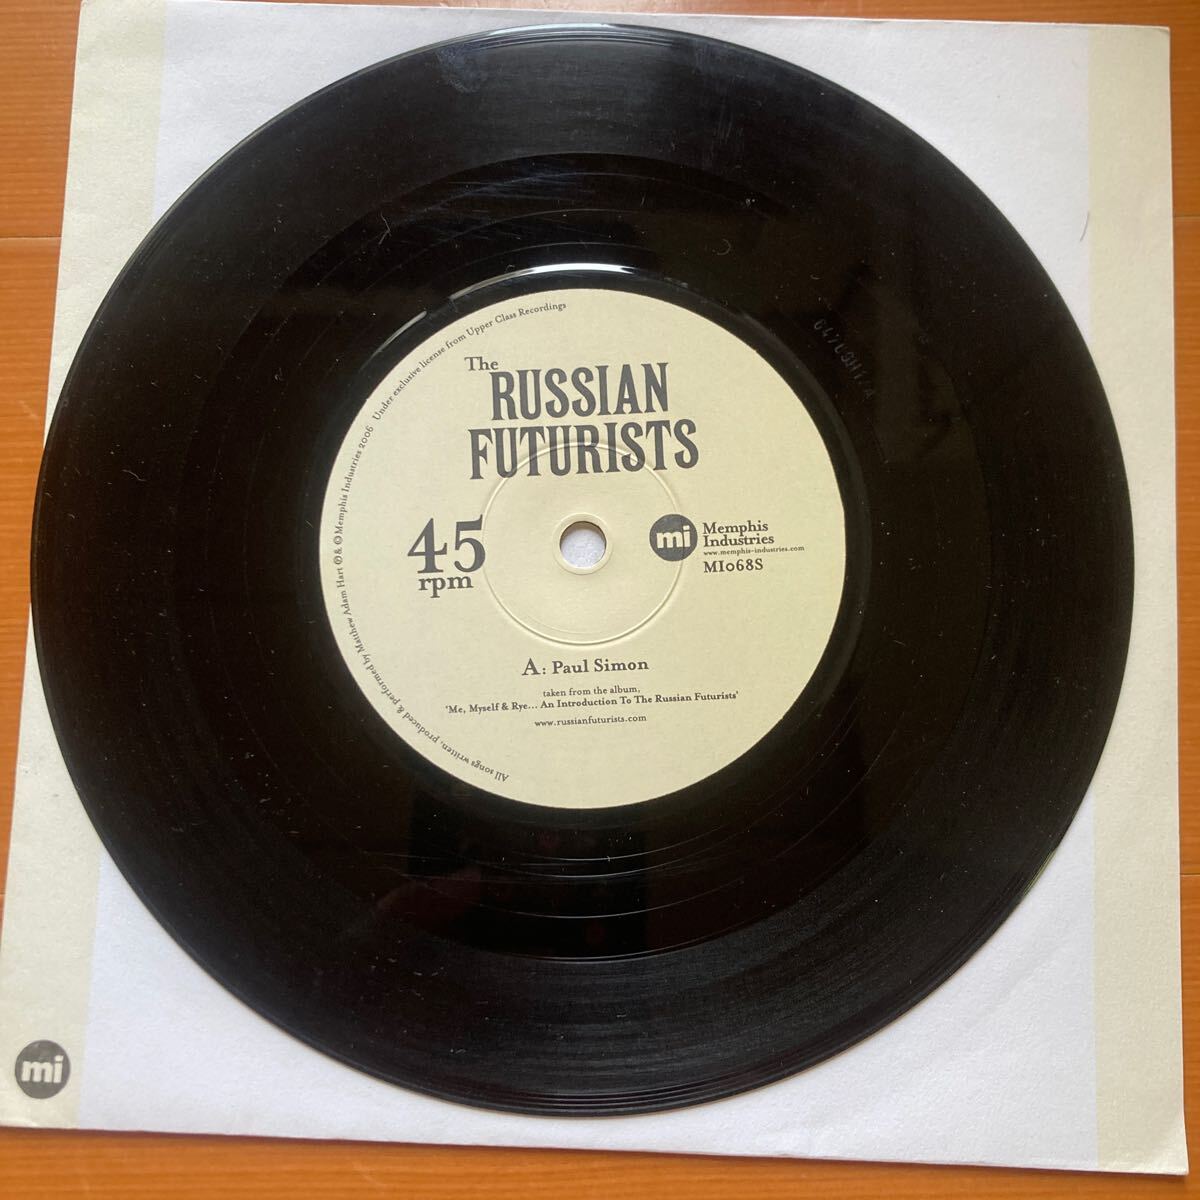 The
RUSSIAN
FUTURISTS
45
rpm
mi
Memphis
Industries
www.memphis-industries.com
MI068S
A: Paul Simon
taken from the album,
'Me, Myself & Rye... An Introduction To The Russian Futurists'
www.russianfuturists.com
All songs written, produced & performed by Matthew Adam Hart ℗ & © Memphis Industries 2006 Under exclusive license from Upper Class Recordings
mi